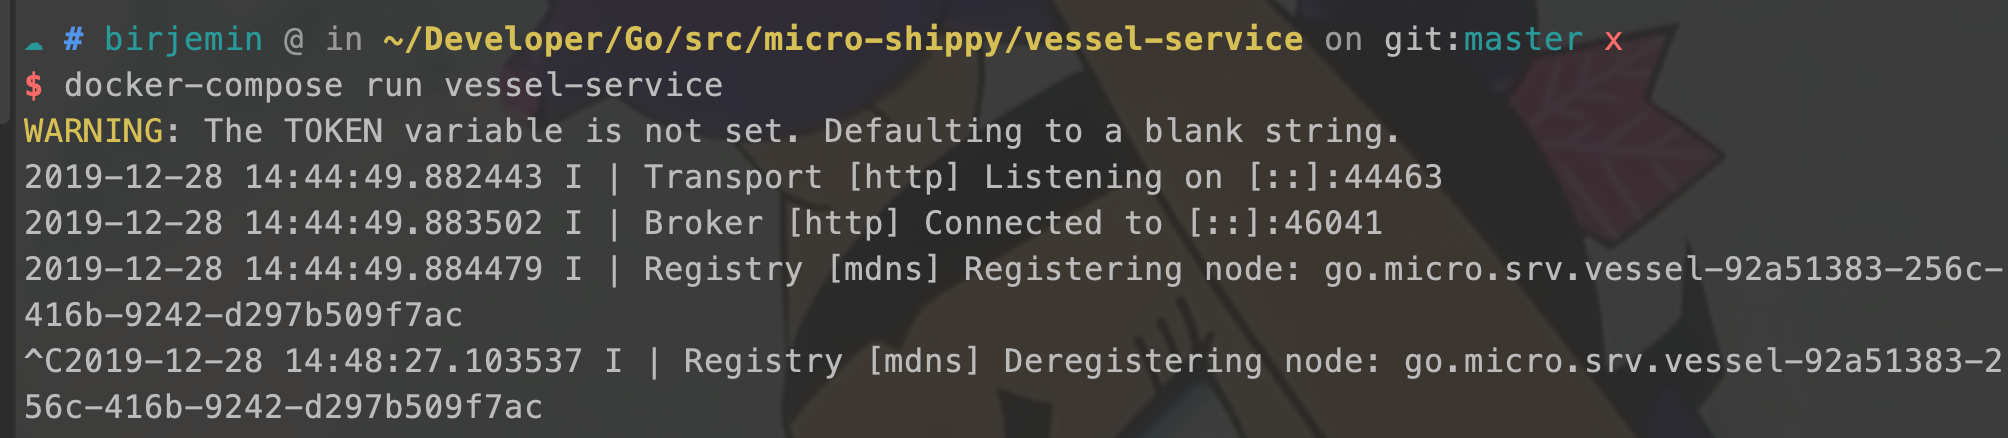 ☁ # birjemin @ in ~/Developer/Go/src/micro-shippy/vessel-service on git:master x
$ docker-compose run vessel-service
WARNING: The TOKEN variable is not set. Defaulting to a blank string.
2019-12-28 14:44:49.882443 I | Transport [http] Listening on [::]:44463
2019-12-28 14:44:49.883502 I | Broker [http] Connected to [::]:46041
2019-12-28 14:44:49.884479 I | Registry [mdns] Registering node: go.micro.srv.vessel-92a51383-256c-
416b-9242-d297b509f7ac
^C2019-12-28 14:48:27.103537 I | Registry [mdns] Deregistering node: go.micro.srv.vessel-92a51383-2
56c-416b-9242-d297b509f7ac